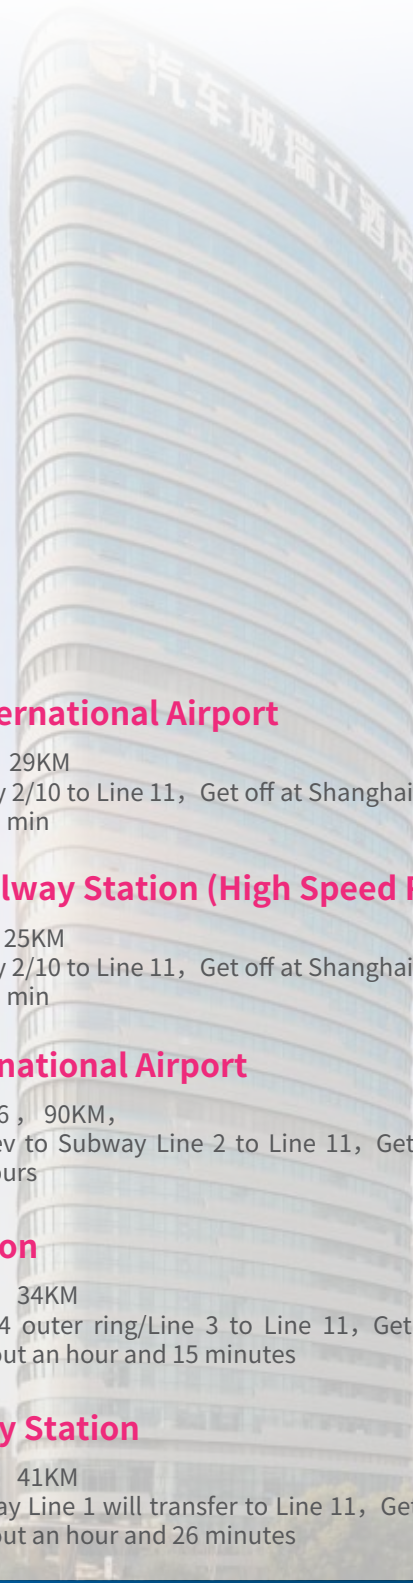 汽车城瑞立酒店
ernational Airport
29KM
y 2/10 to Line 11，Get off at Shanghai
min
lway Station (High Speed R
25KM
y 2/10 to Line 11，Get off at Shanghai
min
national Airport
6， 90KM，
ev to Subway Line 2 to Line 11，Get
ours
on
34KM
4 outer ring/Line 3 to Line 11，Get
out an hour and 15 minutes
y Station
41KM
ay Line 1 will transfer to Line 11，Get
out an hour and 26 minutes